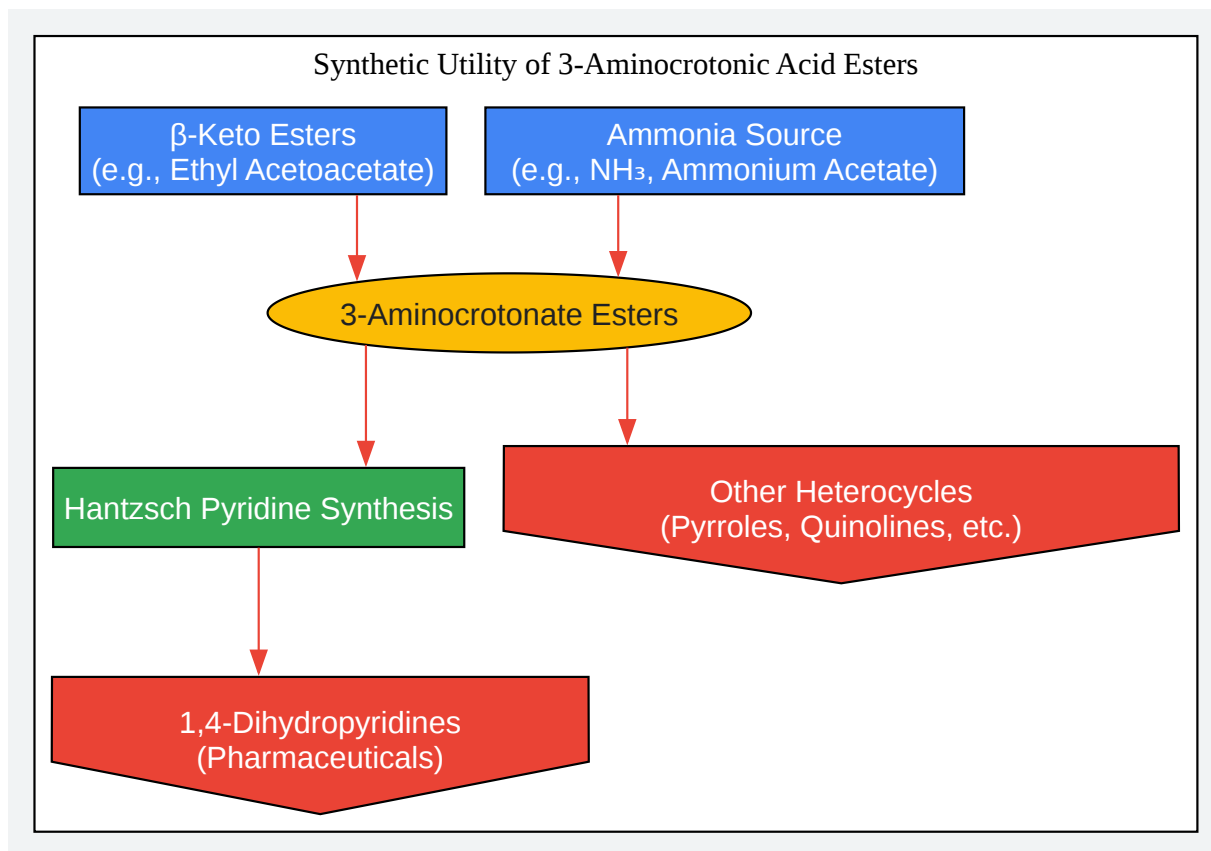 Synthetic Utility of 3-Aminocrotonic Acid Esters
β-Keto Esters
(e.g., Ethyl Acetoacetate)
Ammonia Source
(e.g., NH₃, Ammonium Acetate)
3-Aminocrotonate Esters
Hantzsch Pyridine Synthesis
Other Heterocycles
(Pyrroles, Quinolines, etc.)
1,4-Dihydropyridines
(Pharmaceuticals)